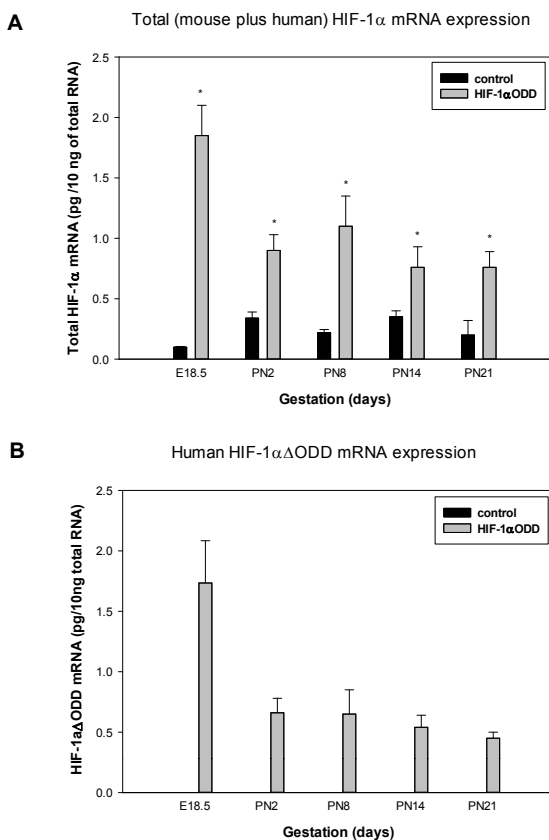 A
Total (mouse plus human) HIF-1α mRNA expression
Total HIF-1α mRNA (pg /10 ng of total RNA)
2.5
2.0
1.5
1.0
0.5
0.0
control
HIF-1αODD
*
*
*
*
*
E18.5 PN2 PN8 PN14 PN21
Gestation (days)
B
Human HIF-1αΔODD mRNA expression
HIF-1aΔODD mRNA (pg/10ng total RNA)
2.5
2.0
1.5
1.0
0.5
0.0
control
HIF-1αODD
E18.5 PN2 PN8 PN14 PN21
Gestation (days)